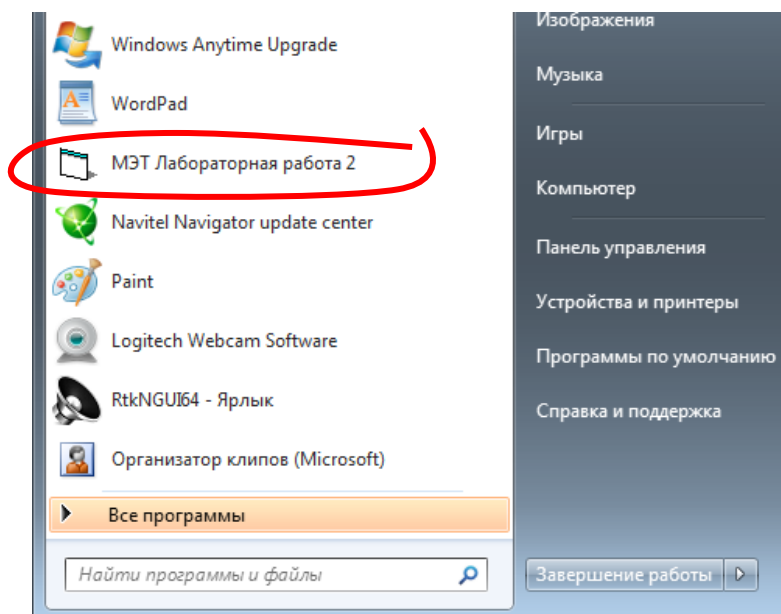 Windows Anytime Upgrade
WordPad
МЭТ Лабораторная работа 2
Navitel Navigator update center
Paint
Logitech Webcam Software
RtkNGUI64 - Ярлык
Организатор клипов (Microsoft)
Все программы
Найти программы и файлы
Изображения
Музыка
Игры
Компьютер
Панель управления
Устройства и принтеры
Программы по умолчанию
Справка и поддержка
Завершение работы